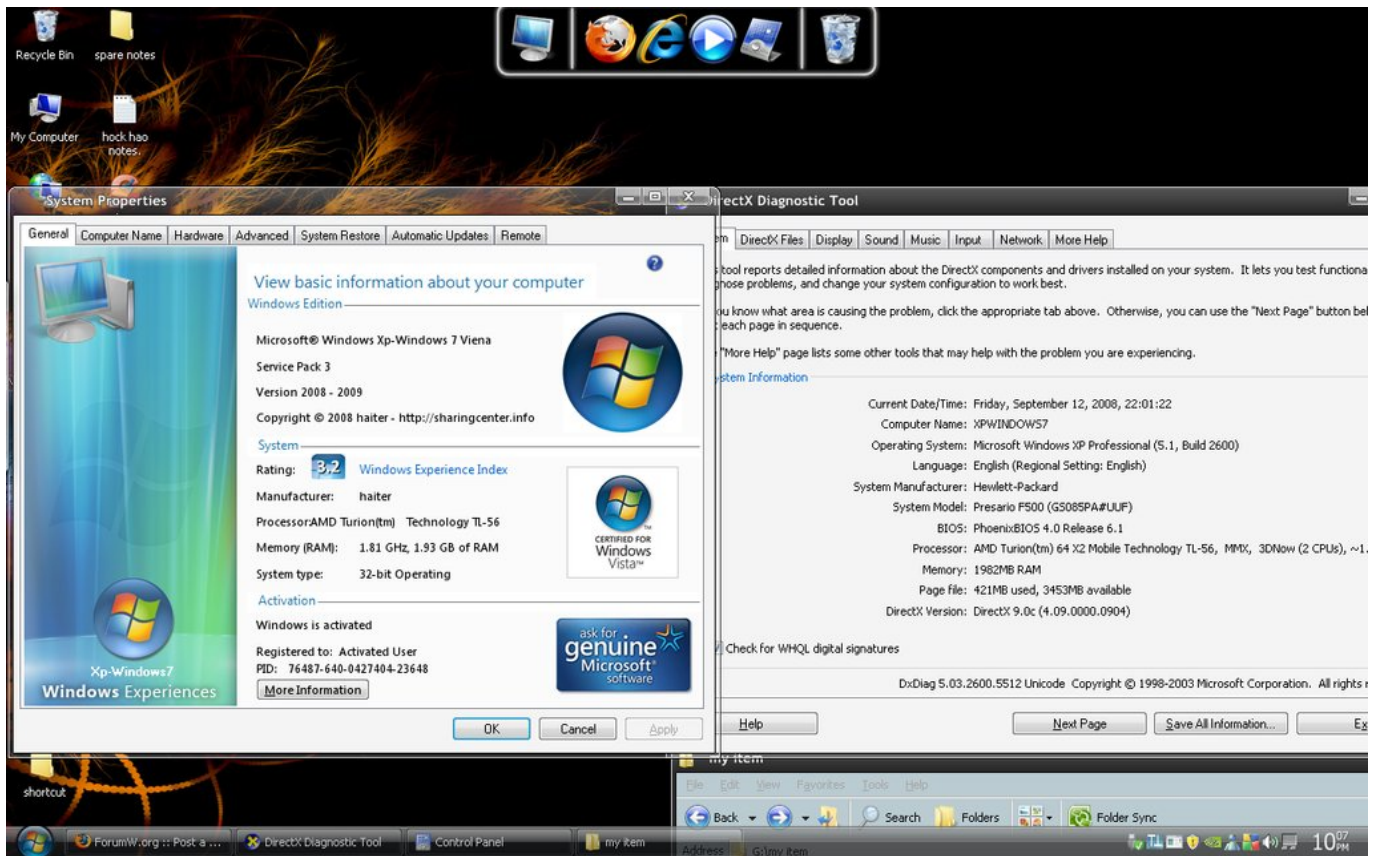 Recycle Bin
spare notes
My Computer
hock hao
notes.
System Properties
General Computer Name Hardware Advanced System Restore Automatic Updates Remote
View basic information about your computer
Windows Edition
Microsoft® Windows Xp-Windows 7 Viena
Service Pack 3
Version 2008 - 2009
Copyright © 2008 haiter - http://sharingcenter.info
System
Rating: 3.2 Windows Experience Index
Manufacturer: haiter
Processor:AMD Turion(tm) Technology TL-56
Memory (RAM): 1.81 GHz, 1.93 GB of RAM
System type: 32-bit Operating
CERTIFIED FOR
Windows
Vista™
Activation
Windows is activated
Registered to: Activated User
PID: 76487-640-0427404-23648
More Information
ask for
genuine
Microsoft®
software
Xp-Windows7
Windows Experiences
OK Cancel Apply
DirectX Diagnostic Tool
DirectX Files Display Sound Music Input Network More Help
tool reports detailed information about the DirectX components and drivers installed on your system. It lets you test functiona
gnose problems, and change your system configuration to work best.
ou know what area is causing the problem, click the appropriate tab above. Otherwise, you can use the "Next Page" button bel
each page in sequence.
"More Help" page lists some other tools that may help with the problem you are experiencing.
ystem Information
Current Date/Time: Friday, September 12, 2008, 22:01:22
Computer Name: XPWINDOWS7
Operating System: Microsoft Windows XP Professional (5.1, Build 2600)
Language: English (Regional Setting: English)
System Manufacturer: Hewlett-Packard
System Model: Presario F500 (GS085PA#UUF)
BIOS: PhoenixBIOS 4.0 Release 6.1
Processor: AMD Turion(tm) 64 X2 Mobile Technology TL-56, MMX, 3DNow (2 CPUs), ~1.
Memory: 1982MB RAM
Page file: 421MB used, 3453MB available
DirectX Version: DirectX 9.0c (4.09.0000.0904)
Check for WHQL digital signatures
DxDiag 5.03.2600.5512 Unicode Copyright © 1998-2003 Microsoft Corporation. All rights r
Help Next Page Save All Information... Ex
my item
File Edit View Favorites Tools Help
Back Search Folders Folder Sync
Address G:\my item
shortcut
ForumW.org :: Post a ... DirectX Diagnostic Tool Control Panel my item
TL
10 07 PM